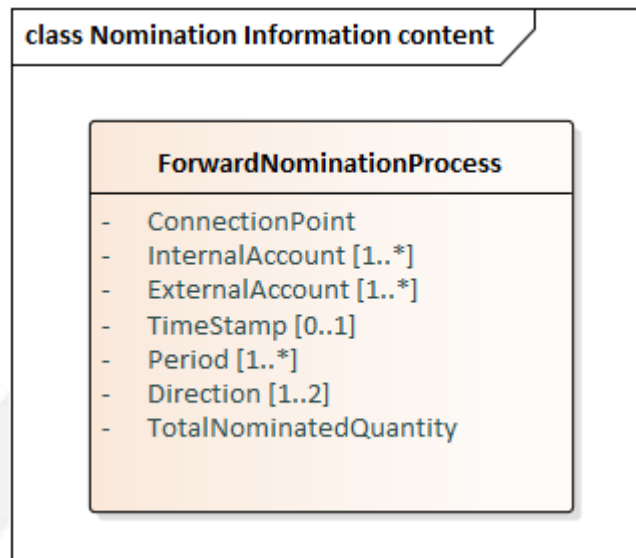 class Nomination Information content
ForwardNominationProcess
- ConnectionPoint
- InternalAccount [1..*]
- ExternalAccount [1..*]
- TimeStamp [0..1]
- Period [1..*]
- Direction [1..2]
- TotalNominatedQuantity